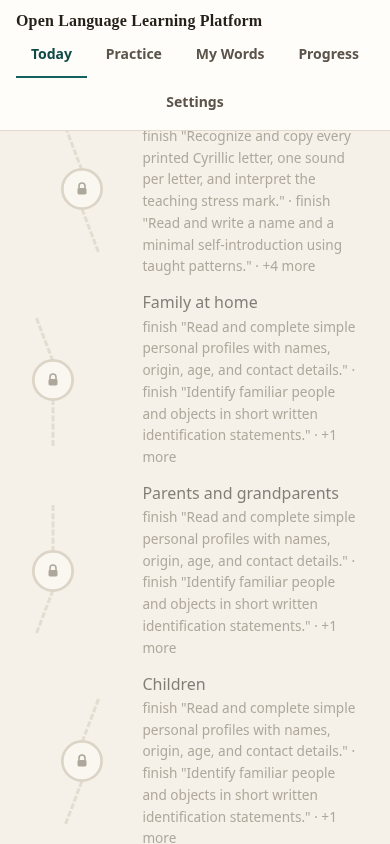 Open Language Learning Platform
Today Practice My Words Progress
Settings
finish "Recognize and copy every
printed Cyrillic letter, one sound
per letter, and interpret the
teaching stress mark." · finish
"Read and write a name and a
minimal self-introduction using
taught patterns." · +4 more
Family at home
finish "Read and complete simple
personal profiles with names,
origin, age, and contact details." ·
finish "Identify familiar people
and objects in short written
identification statements." · +1
more
Parents and grandparents
finish "Read and complete simple
personal profiles with names,
origin, age, and contact details." ·
finish "Identify familiar people
and objects in short written
identification statements." · +1
more
Children
finish "Read and complete simple
personal profiles with names,
origin, age, and contact details." ·
finish "Identify familiar people
and objects in short written
identification statements." · +1
more